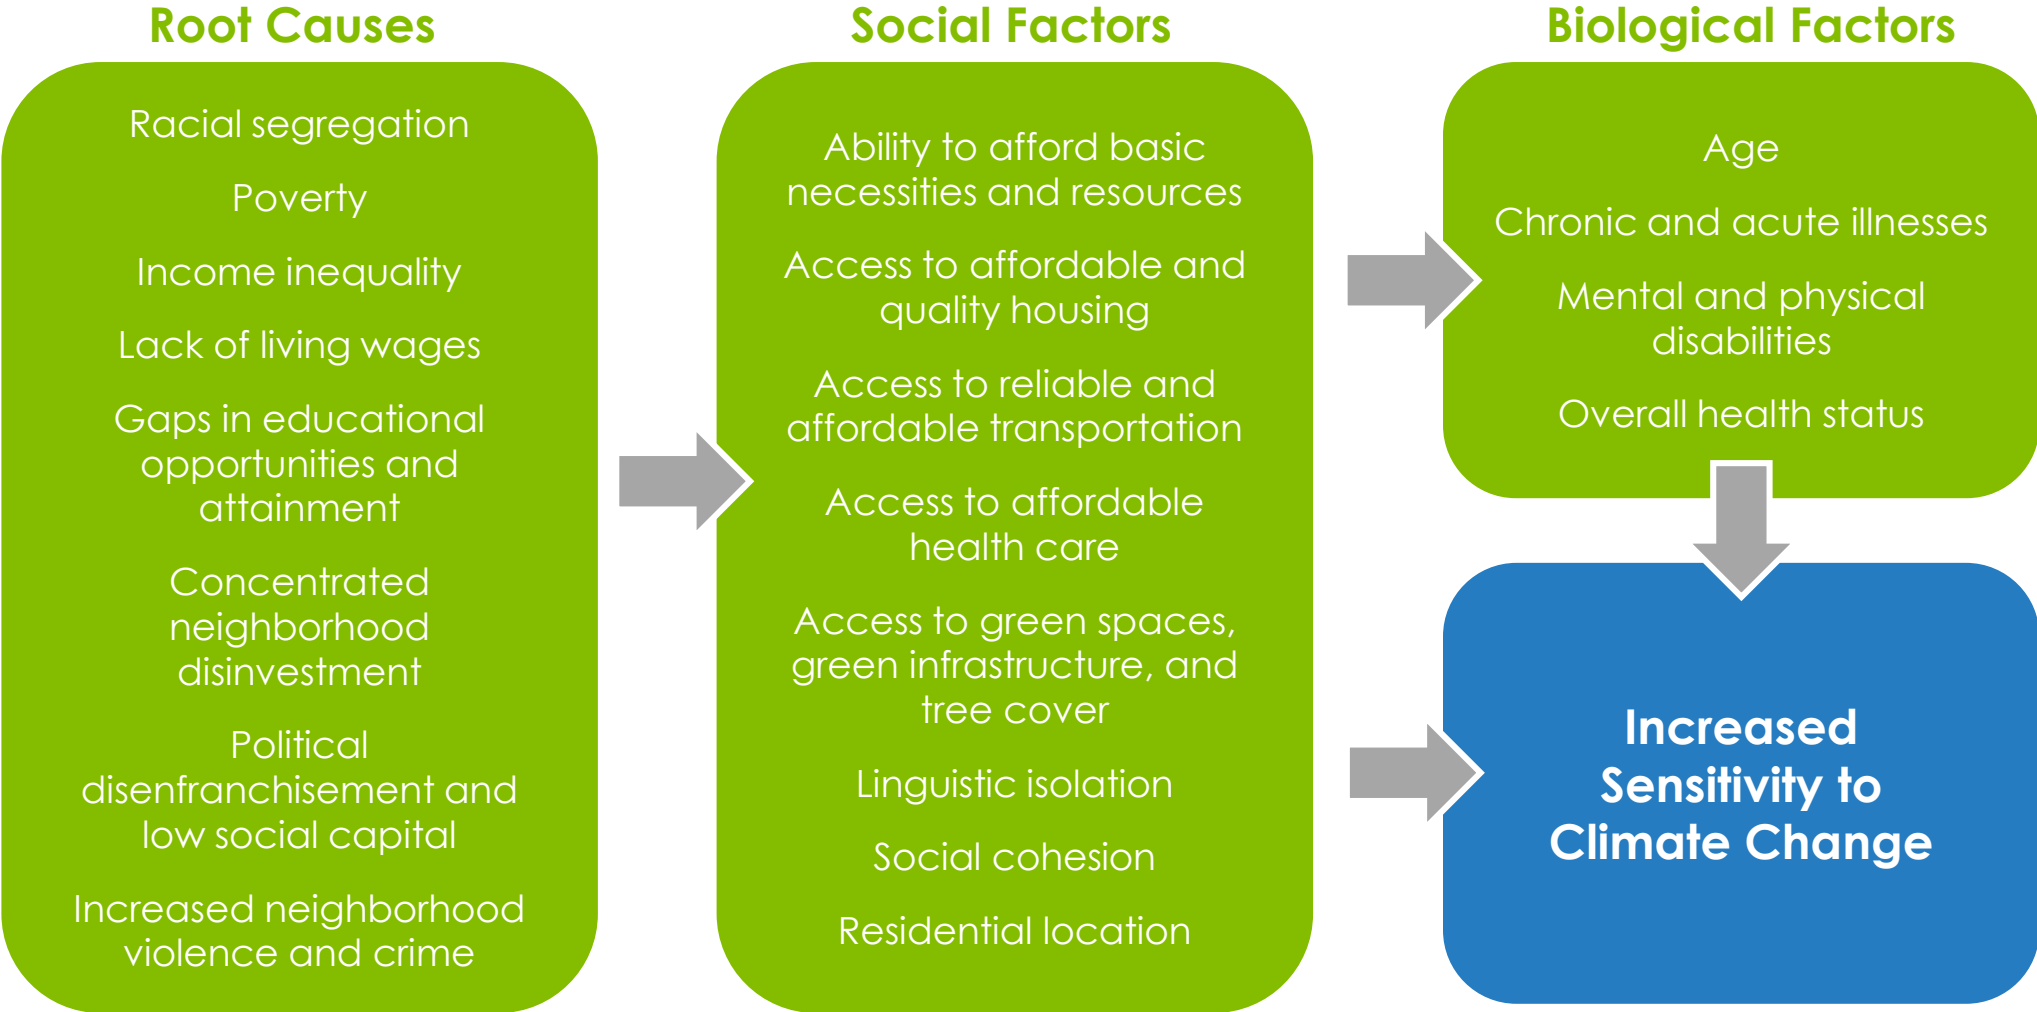 Root Causes
Racial segregation
Poverty
Income inequality
Lack of living wages
Gaps in educational
opportunities and
attainment
Concentrated
neighborhood
disinvestment
Political
disenfranchisement and
low social capital
Increased neighborhood
violence and crime
Social Factors
Ability to afford basic
necessities and resources
Access to affordable and
quality housing
Access to reliable and
affordable transportation
Access to affordable
health care
Access to green spaces,
green infrastructure, and
tree cover
Linguistic isolation
Social cohesion
Residential location
Biological Factors
Age
Chronic and acute illnesses
Mental and physical
disabilities
Overall health status
Increased
Sensitivity to
Climate Change